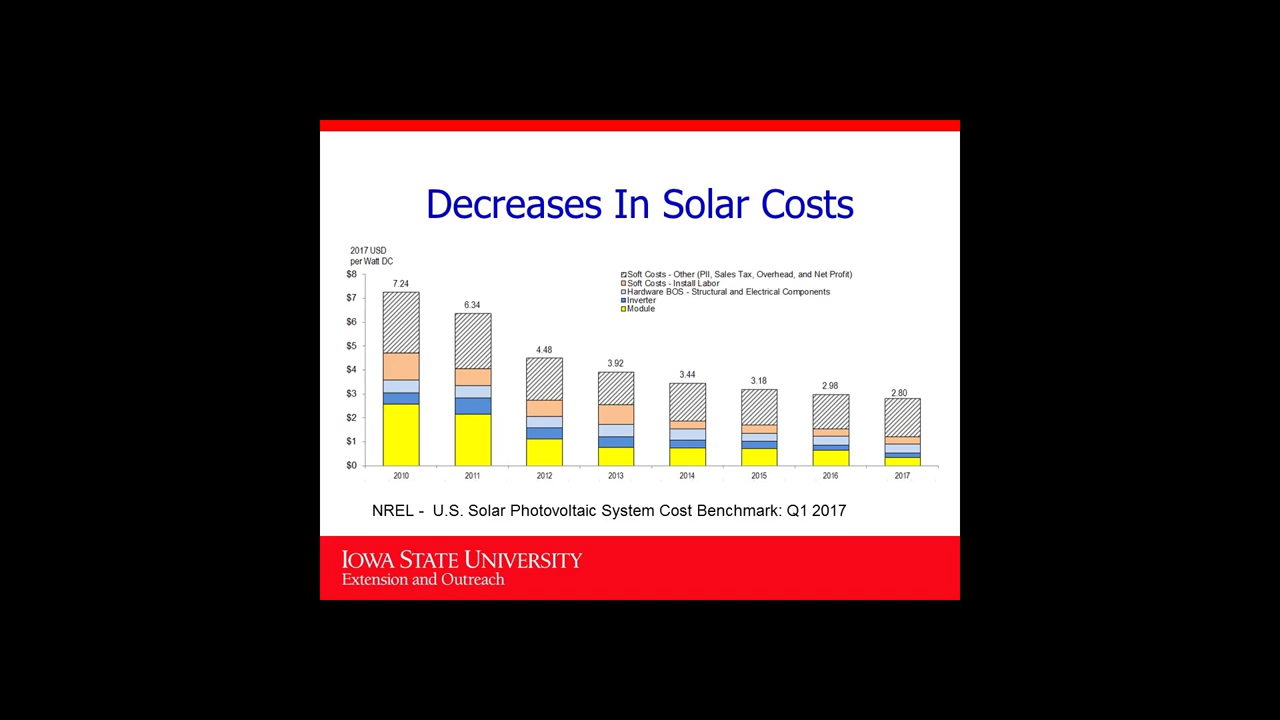 Decreases In Solar Costs
2017 USD
per Watt DC
$8
$7
$6
$5
$4
$3
$2
$1
$0
7.24
6.34
4.48
3.92
3.44
3.18
2.98
2.80
Soft Costs - Other (PII, Sales Tax, Overhead, and Net Profit)
Soft Costs - Install Labor
Hardware BOS - Structural and Electrical Components
Inverter
Module
2010
2011
2012
2013
2014
2015
2016
2017
NREL - U.S. Solar Photovoltaic System Cost Benchmark: Q1 2017
IOWA STATE UNIVERSITY
Extension and Outreach